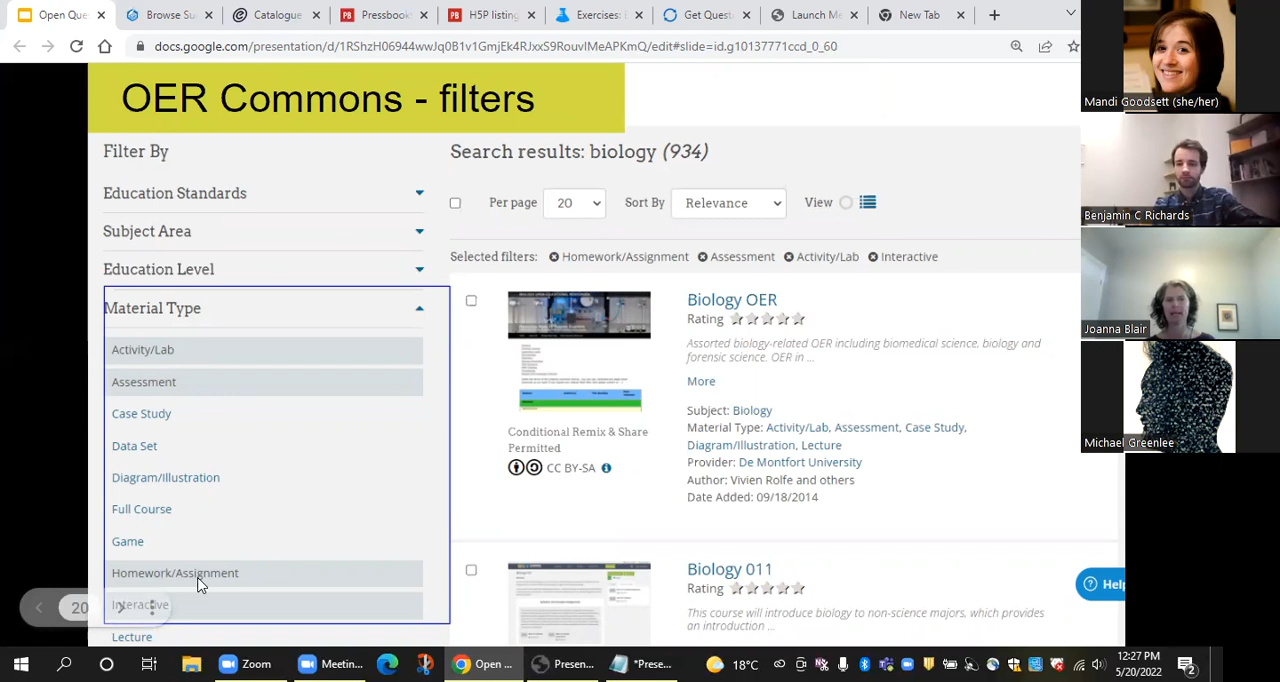 Open Ques
Browse Su
Catalogue
Pressbook
H5P listing
Exercises: B
Get Quest
Launch Me
New Tab
docs.google.com/presentation/d/1RShzH06944wwJq0B1v1GmjEk4RJxxS9RouvIMeAPKmQ/edit#slide=id.g10137771ccd_0_60
OER Commons - filters
Filter By
Education Standards
Subject Area
Education Level
Material Type
Activity/Lab
Assessment
Case Study
Data Set
Diagram/Illustration
Full Course
Game
Homework/Assignment
Interactive
Lecture
20
Search results: biology (934)
Per page 20 Sort By Relevance View
Selected filters: Homework/Assignment Assessment Activity/Lab Interactive
Biology OER
Rating
Assorted biology-related OER including biomedical science, biology and
forensic science. OER in ...
More
Subject: Biology
Material Type: Activity/Lab, Assessment, Case Study,
Diagram/Illustration, Lecture
Provider: De Montfort University
Author: Vivien Rolfe and others
Date Added: 09/18/2014
Conditional Remix & Share
Permitted
CC BY-SA
Biology 011
Rating
This course will introduce biology to non-science majors, which provides
an introduction ...
Help
Mandi Goodsett (she/her)
Benjamin C Richards
Joanna Blair
Michael Greenlee
Zoom
Meetin...
Open ...
Presen...
*Prese...
18°C
12:27 PM
5/20/2022
2